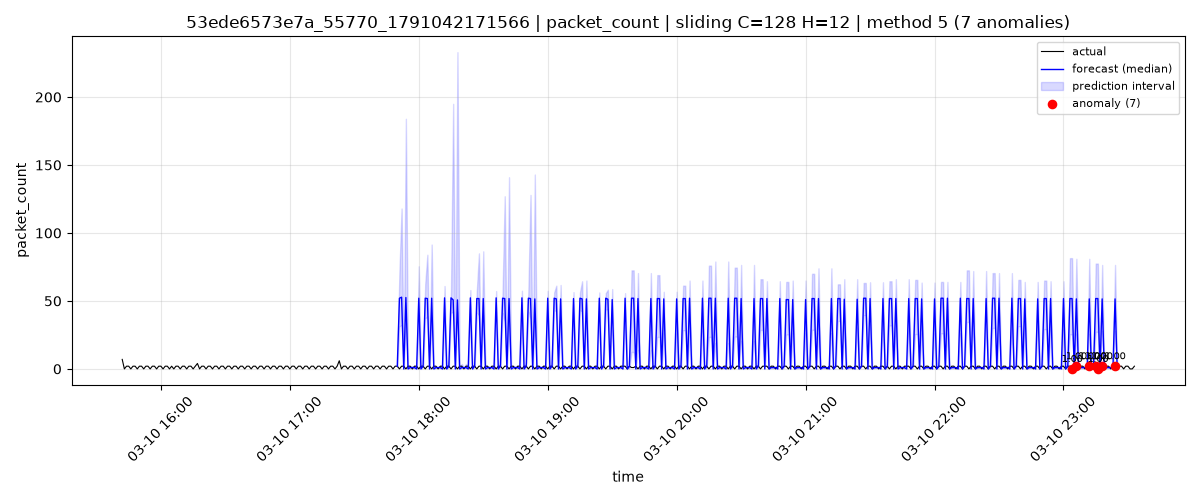 53ede6573e7a_55770_1791042171566 | packet_count | sliding C=128 H=12 | method 5 (7 anomalies)
actual
forecast (median)
prediction interval
anomaly (7)
packet_count
200
150
100
50
0
03-10 16:00
03-10 17:00
03-10 18:00
03-10 19:00
03-10 20:00
03-10 21:00
03-10 22:00
03-10 23:00
time